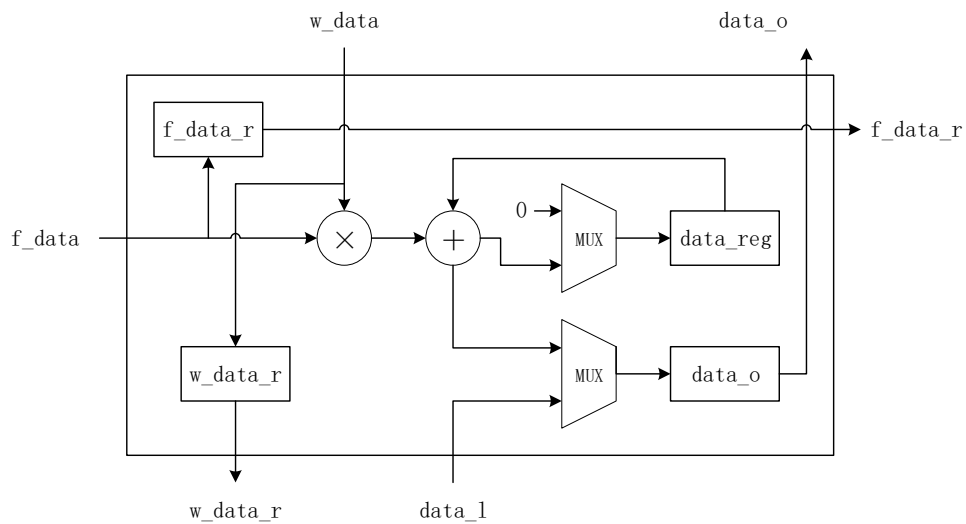 w_data
data_o
f_data_r
f_data_r
f_data
×
+
0
MUX
data_reg
w_data_r
MUX
data_o
w_data_r
data_l